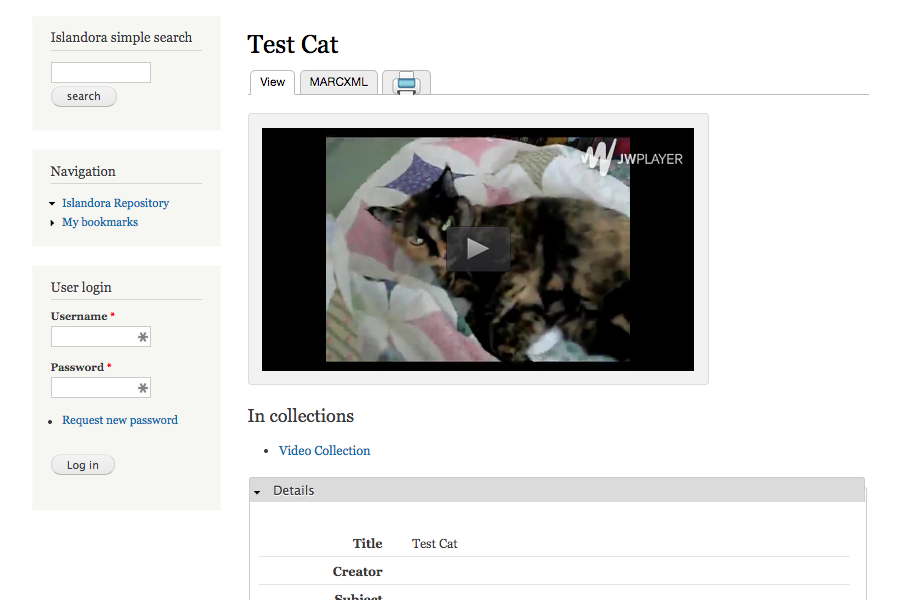 Islandora simple search
search
Navigation
Islandora Repository
My bookmarks
User login
Username *
Password *
Request new password
Log in
Test Cat
View
MARCXML
JWPLAYER
In collections
Video Collection
Details
Title Test Cat
Creator
Subject